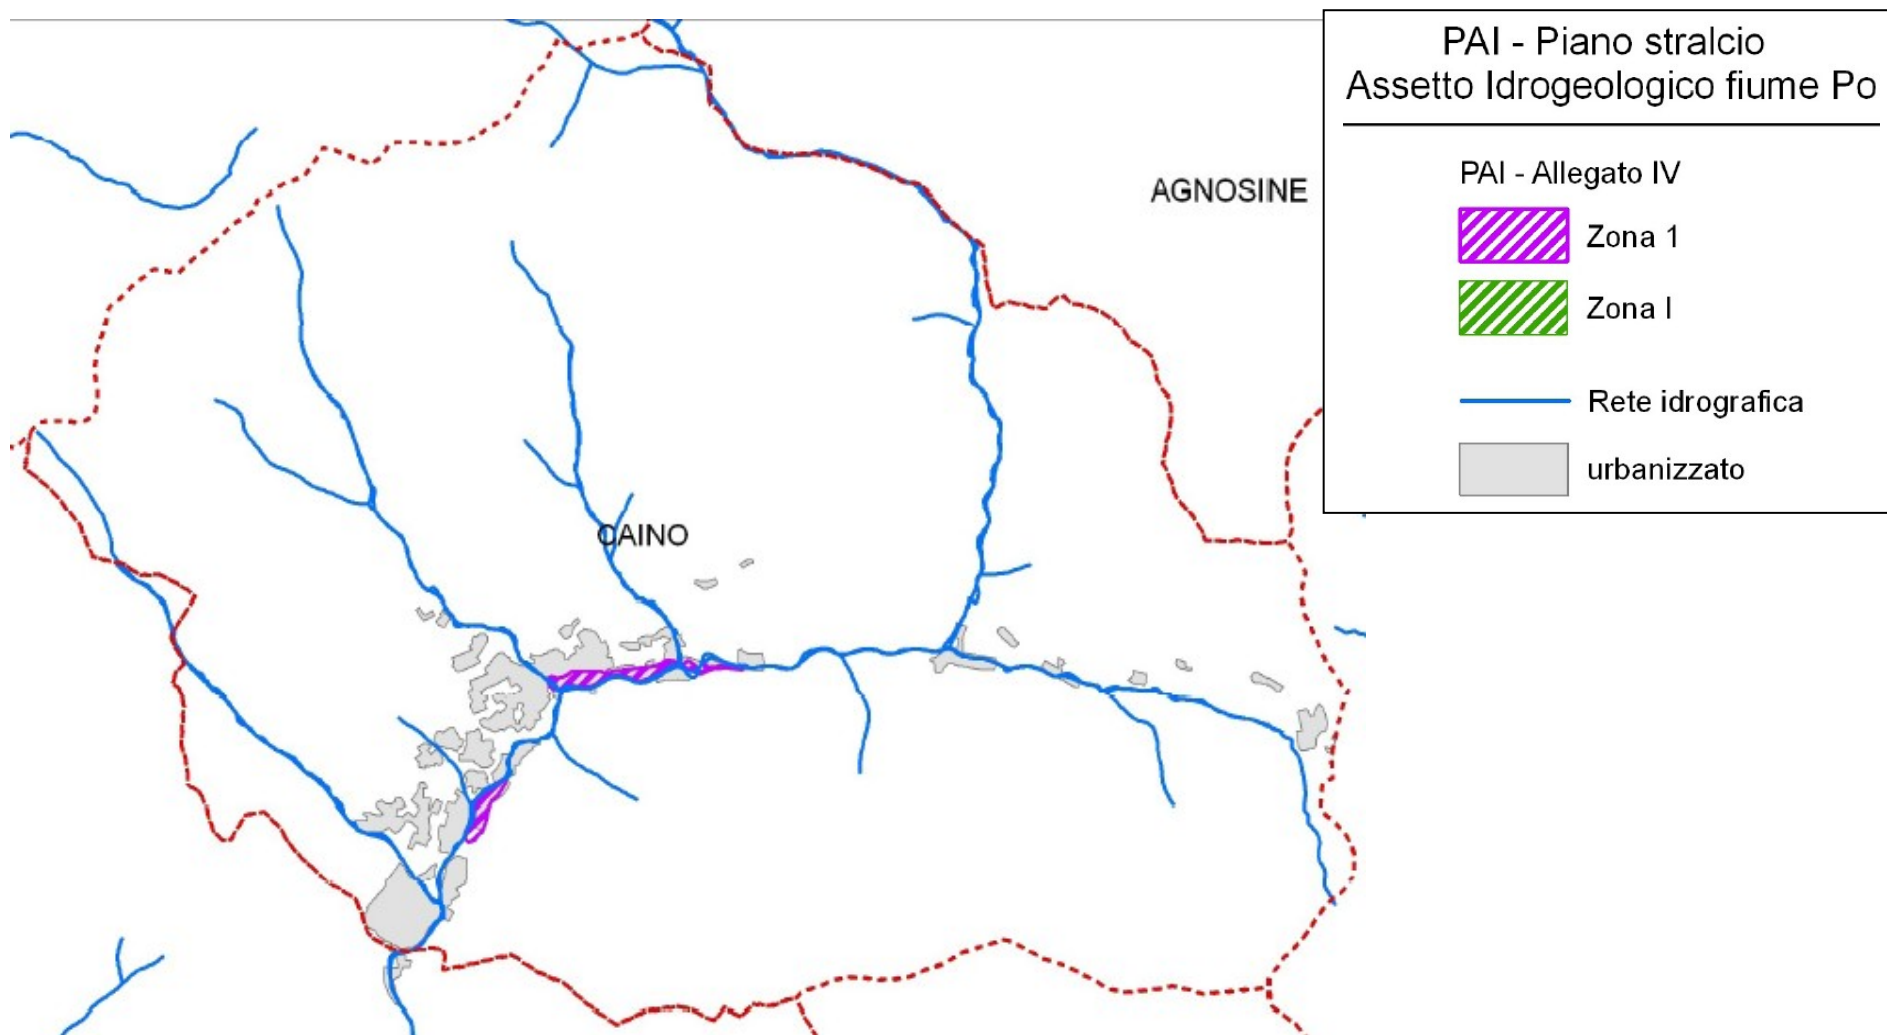 PAI - Piano stralcio
Assetto Idrogeologico fiume Po
PAI - Allegato IV
Zona 1
Zona I
Rete idrografica
urbanizzato
AGNOSINE
CAINO